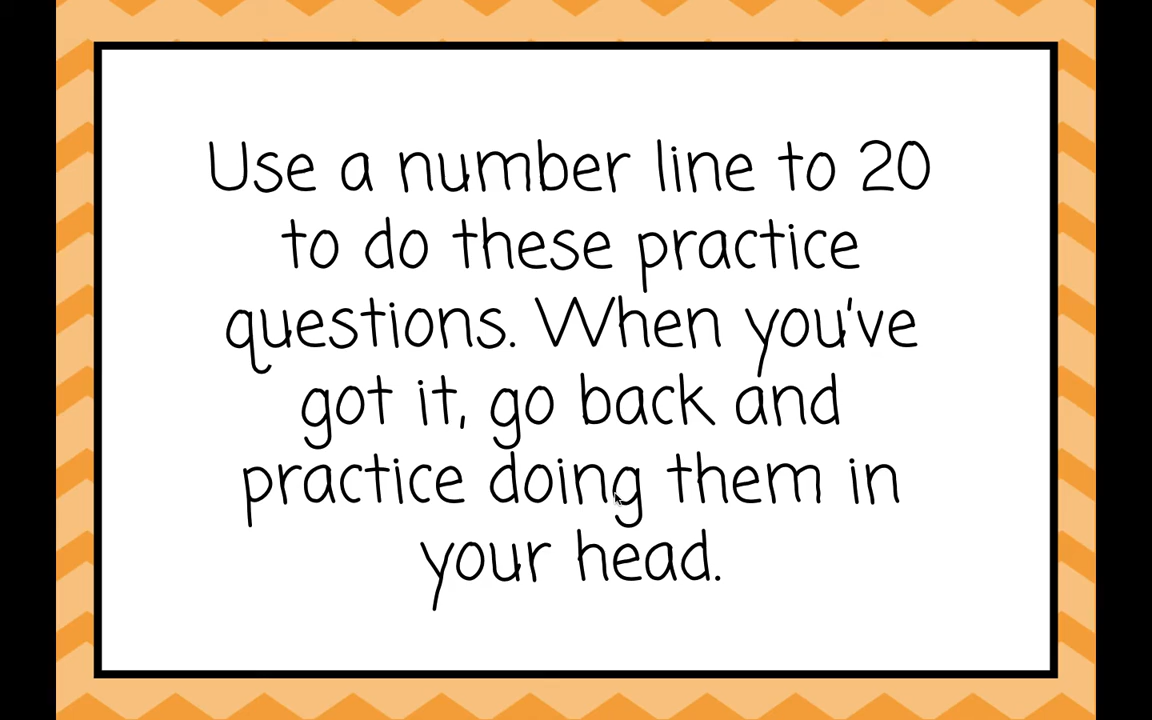 Use a number line to 20
to do these practice
questions. When you've
got it, go back and
practice doing them in
your head.